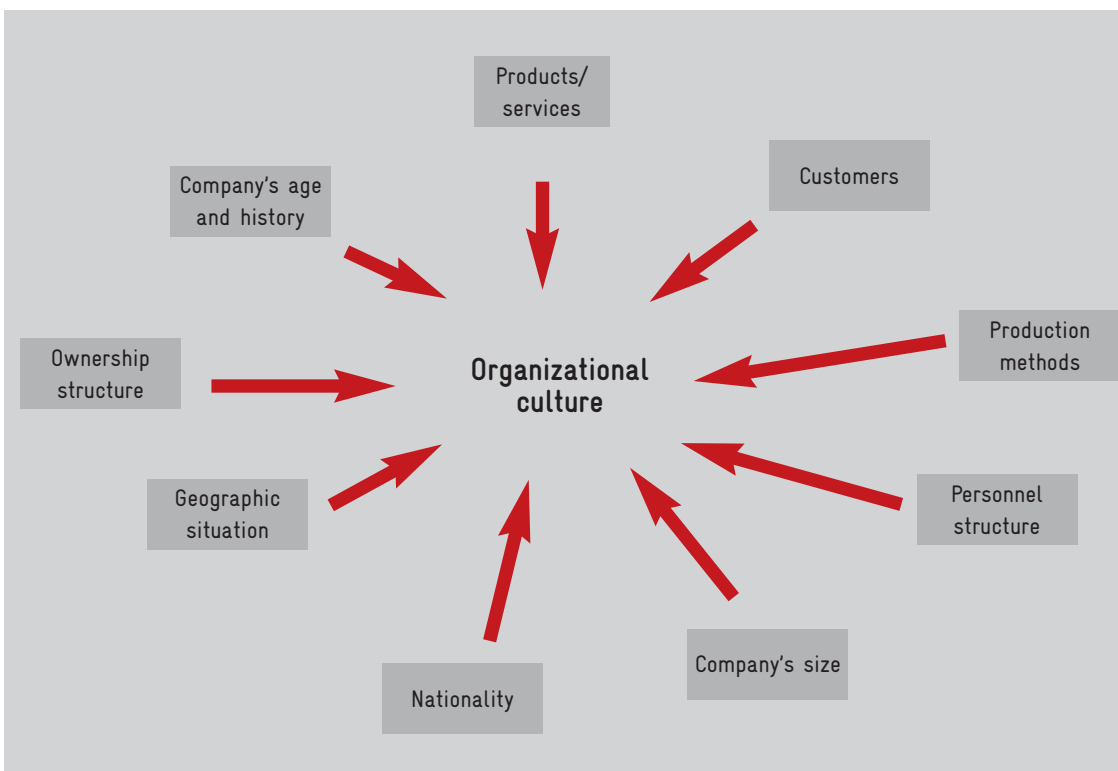 Products/
services
Customers
Company's age
and history
Production
methods
Ownership
structure
Organizational
culture
Geographic
situation
Personnel
structure
Company's size
Nationality